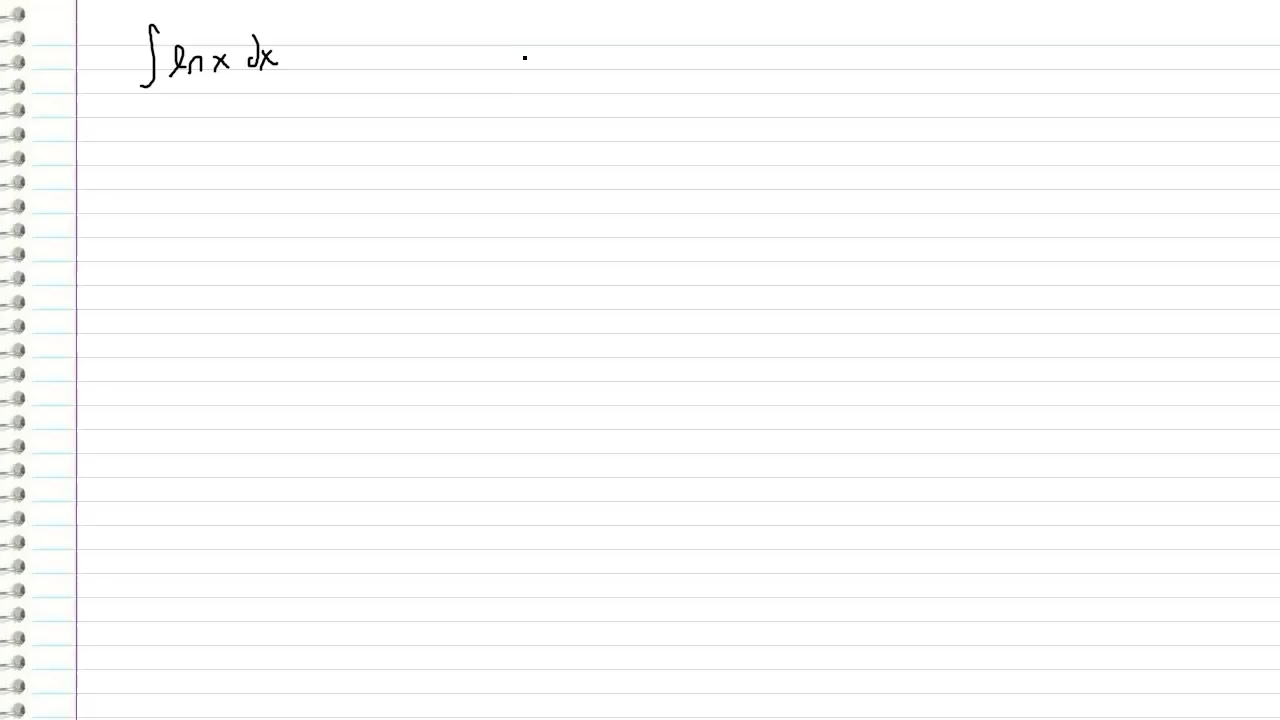 ∫ ln x dx